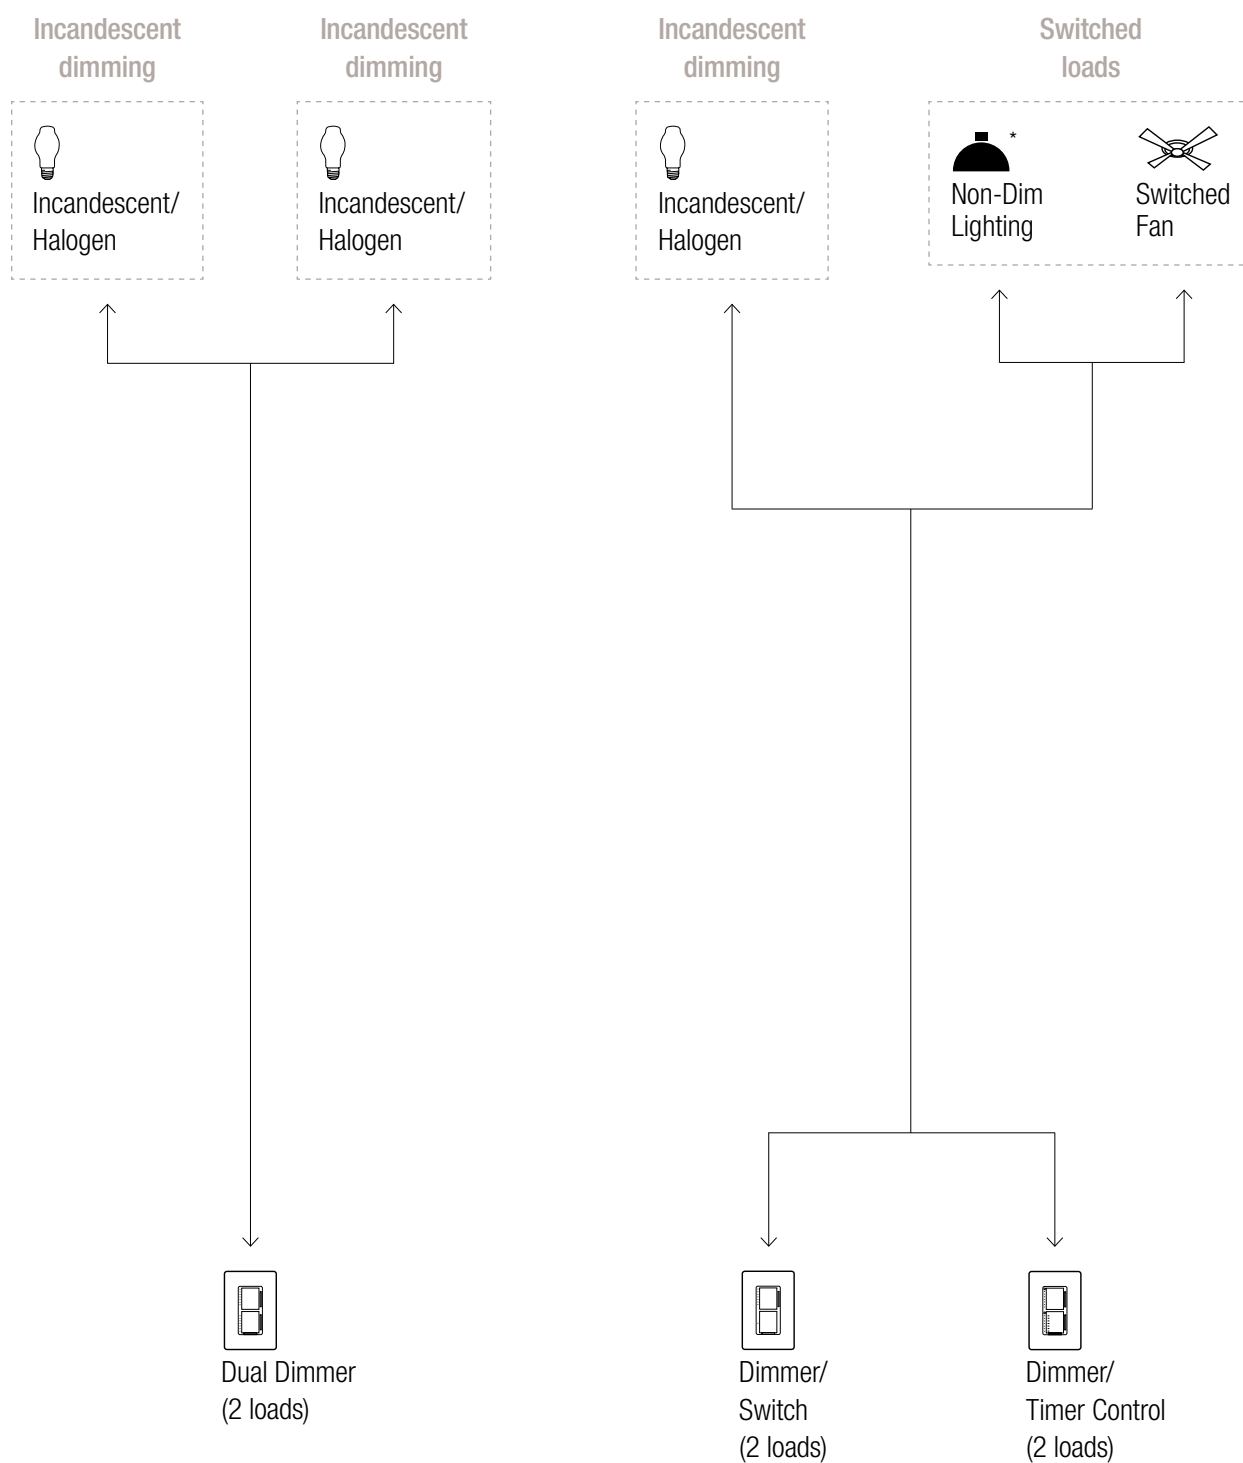 Incandescent
dimming
Incandescent
dimming
Incandescent
dimming
Switched
loads
Incandescent/
Halogen
Incandescent/
Halogen
Incandescent/
Halogen
*
Non-Dim
Lighting
Switched
Fan
Dual Dimmer
(2 loads)
Dimmer/
Switch
(2 loads)
Dimmer/
Timer Control
(2 loads)